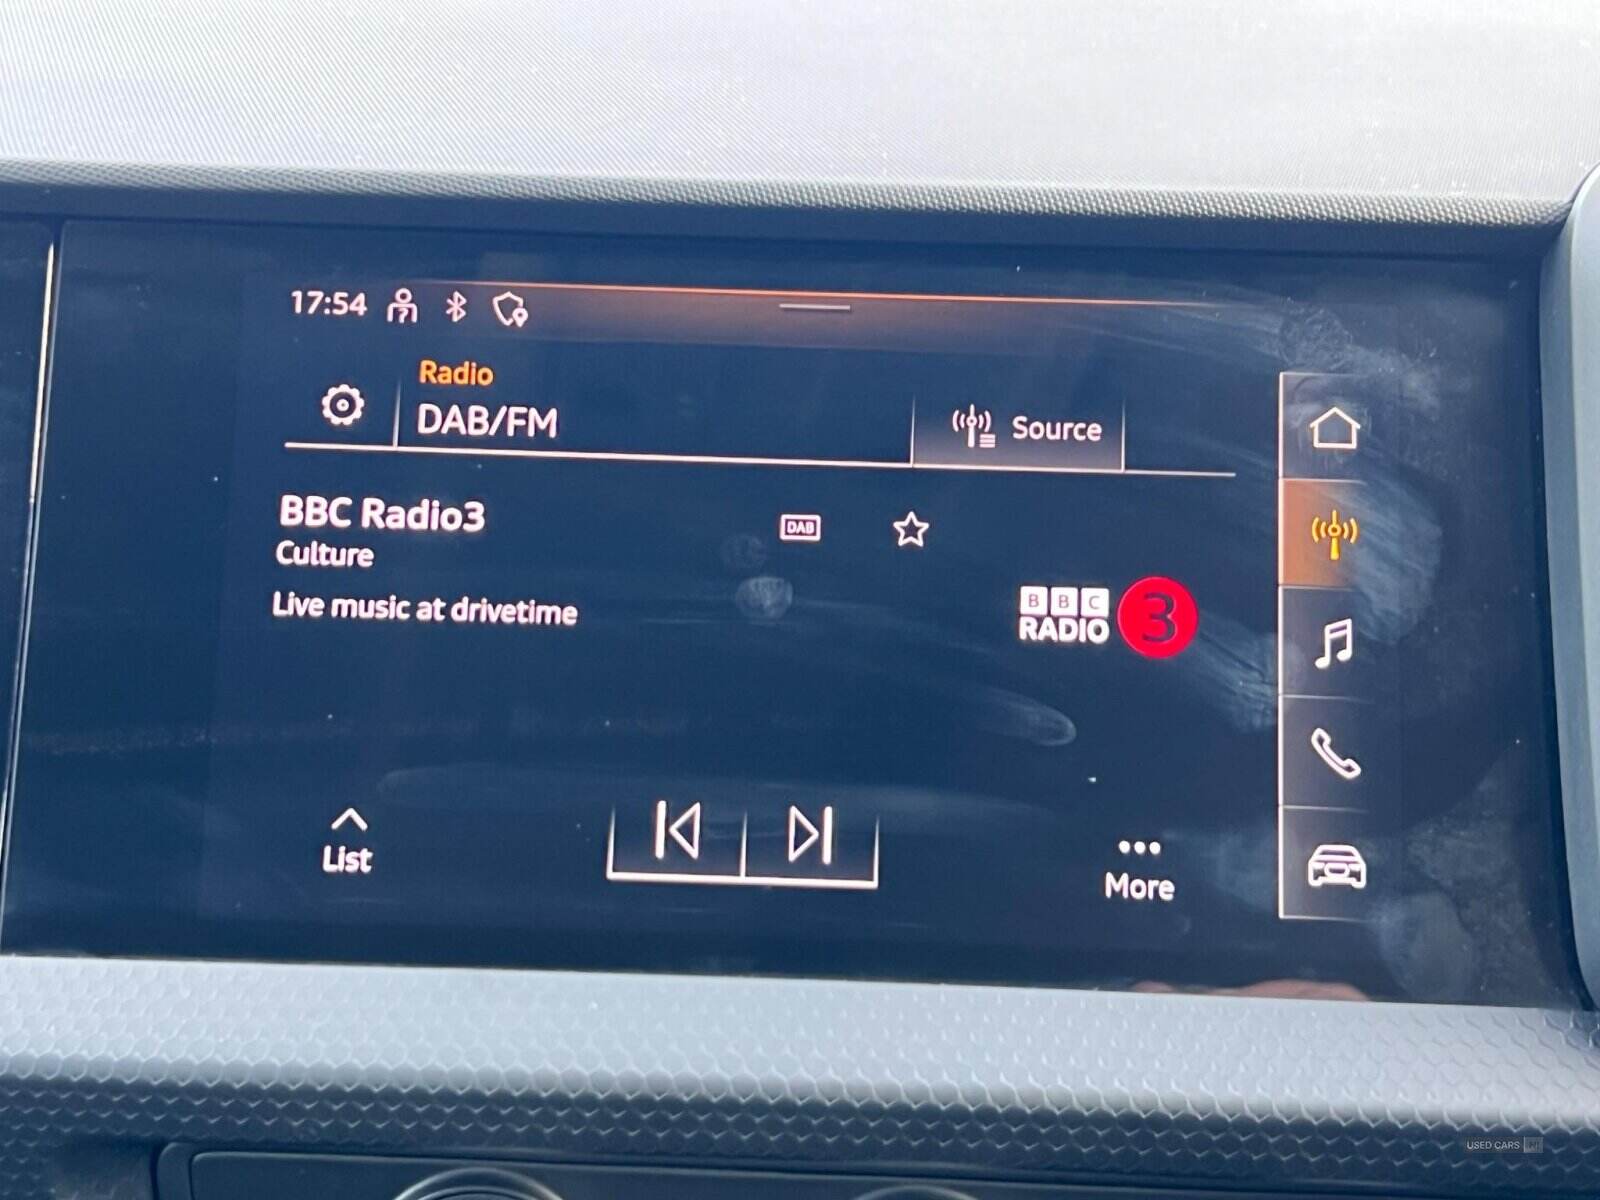 17:54
Radio
DAB/FM
Source
BBC Radio3
DAB
Culture
Live music at drivetime
BBC
RADIO 3
List
More
USED CARS NI